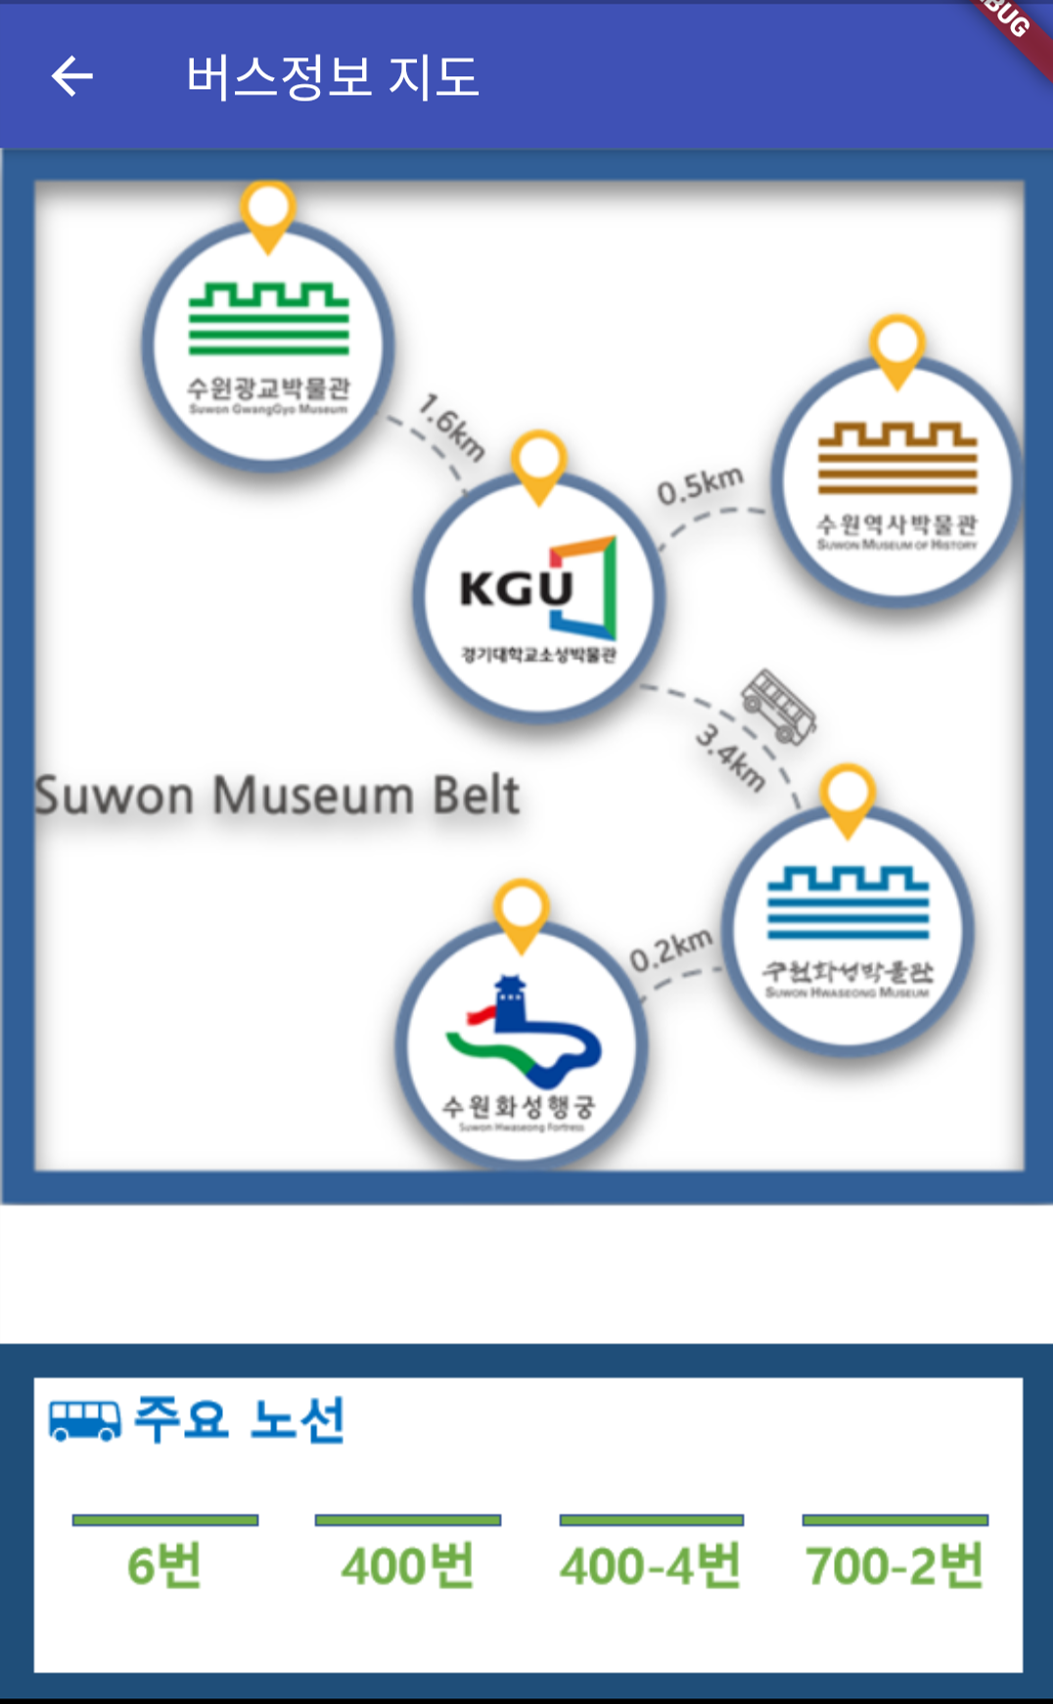 BUG
버스정보 지도
수원광교박물관
Suwon GwangGyo Museum
1.6km
0.5km
수원역사박물관
SUWON MUSEUM OF HISTORY
KGU
경기대학교소성박물관
3.4km
Suwon Museum Belt
0.2km
수원화성박물관
SUWON HWASEONG MUSEUM
수원화성행궁
Suwon Hwaseong Fortress
주요 노선
6번
400번
400-4번
700-2번